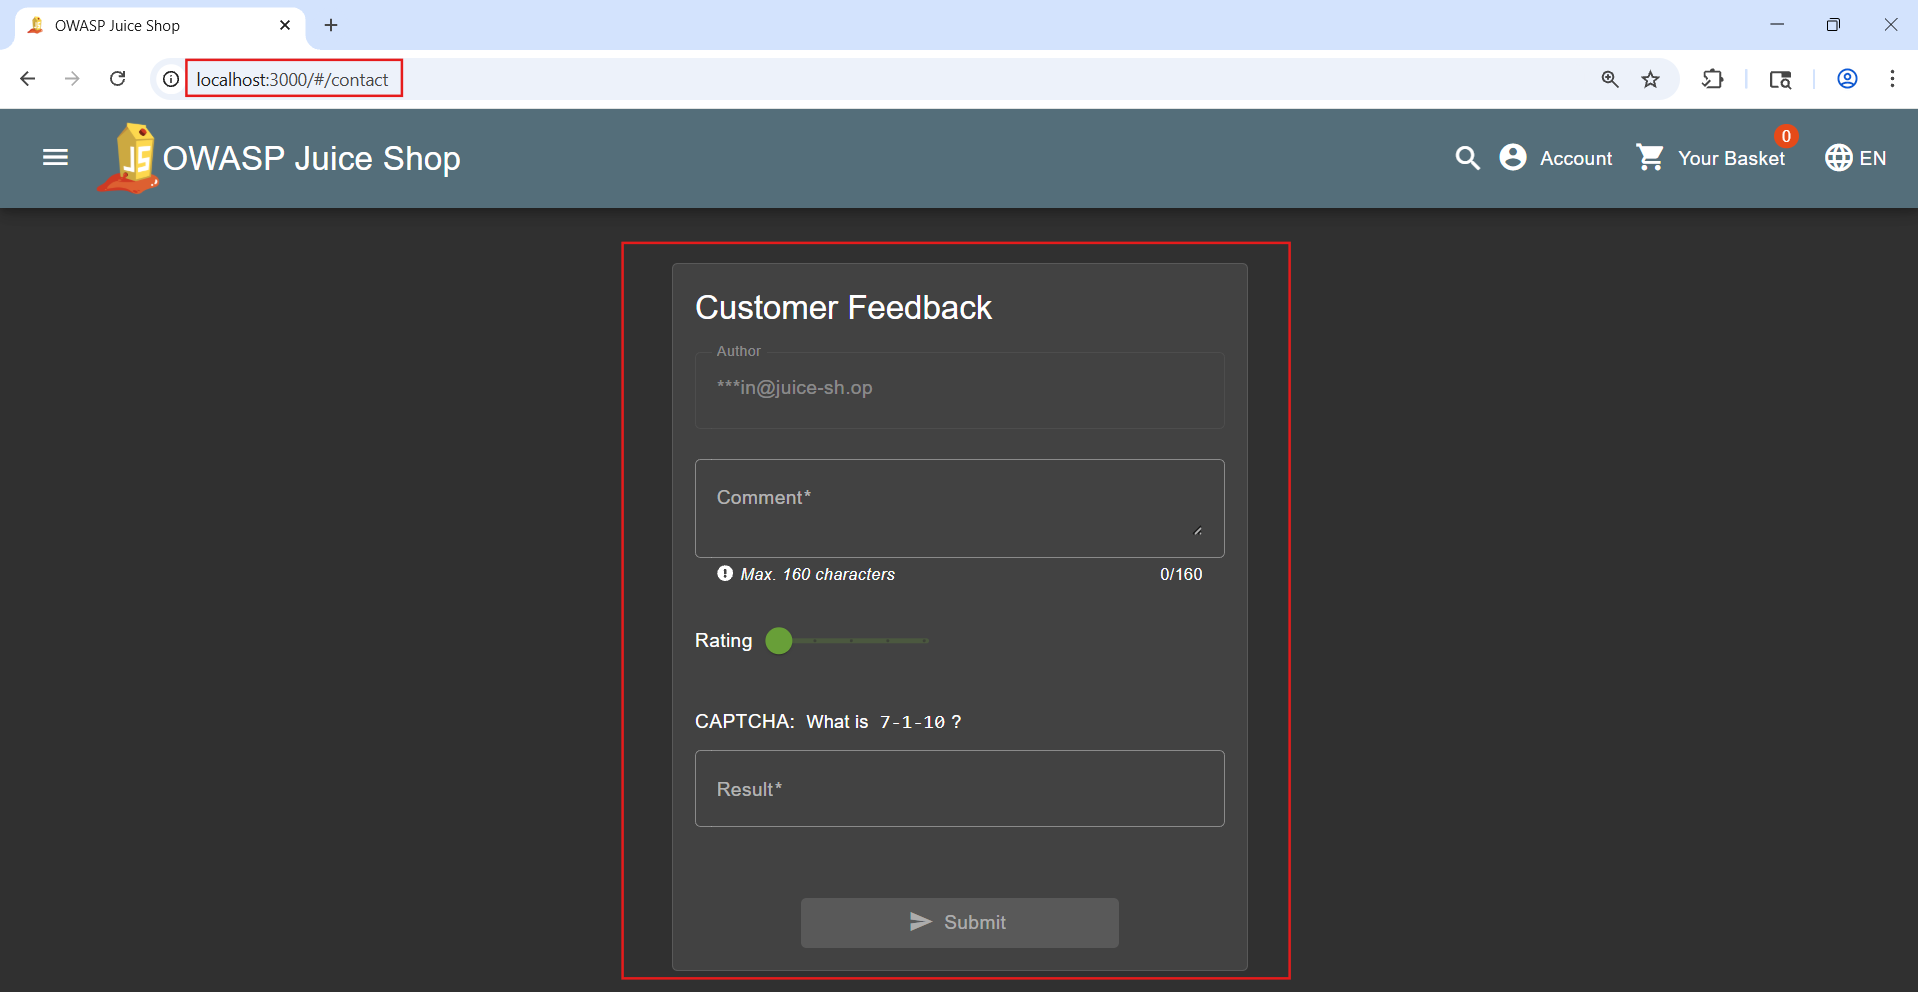 OWASP Juice Shop
localhost:3000/#/contact
OWASP Juice Shop
Account
Your Basket
0
EN
Customer Feedback
Author
***in@juice-sh.op
Comment*
Max. 160 characters 0/160
Rating
CAPTCHA: What is 7-1-10 ?
Result*
Submit